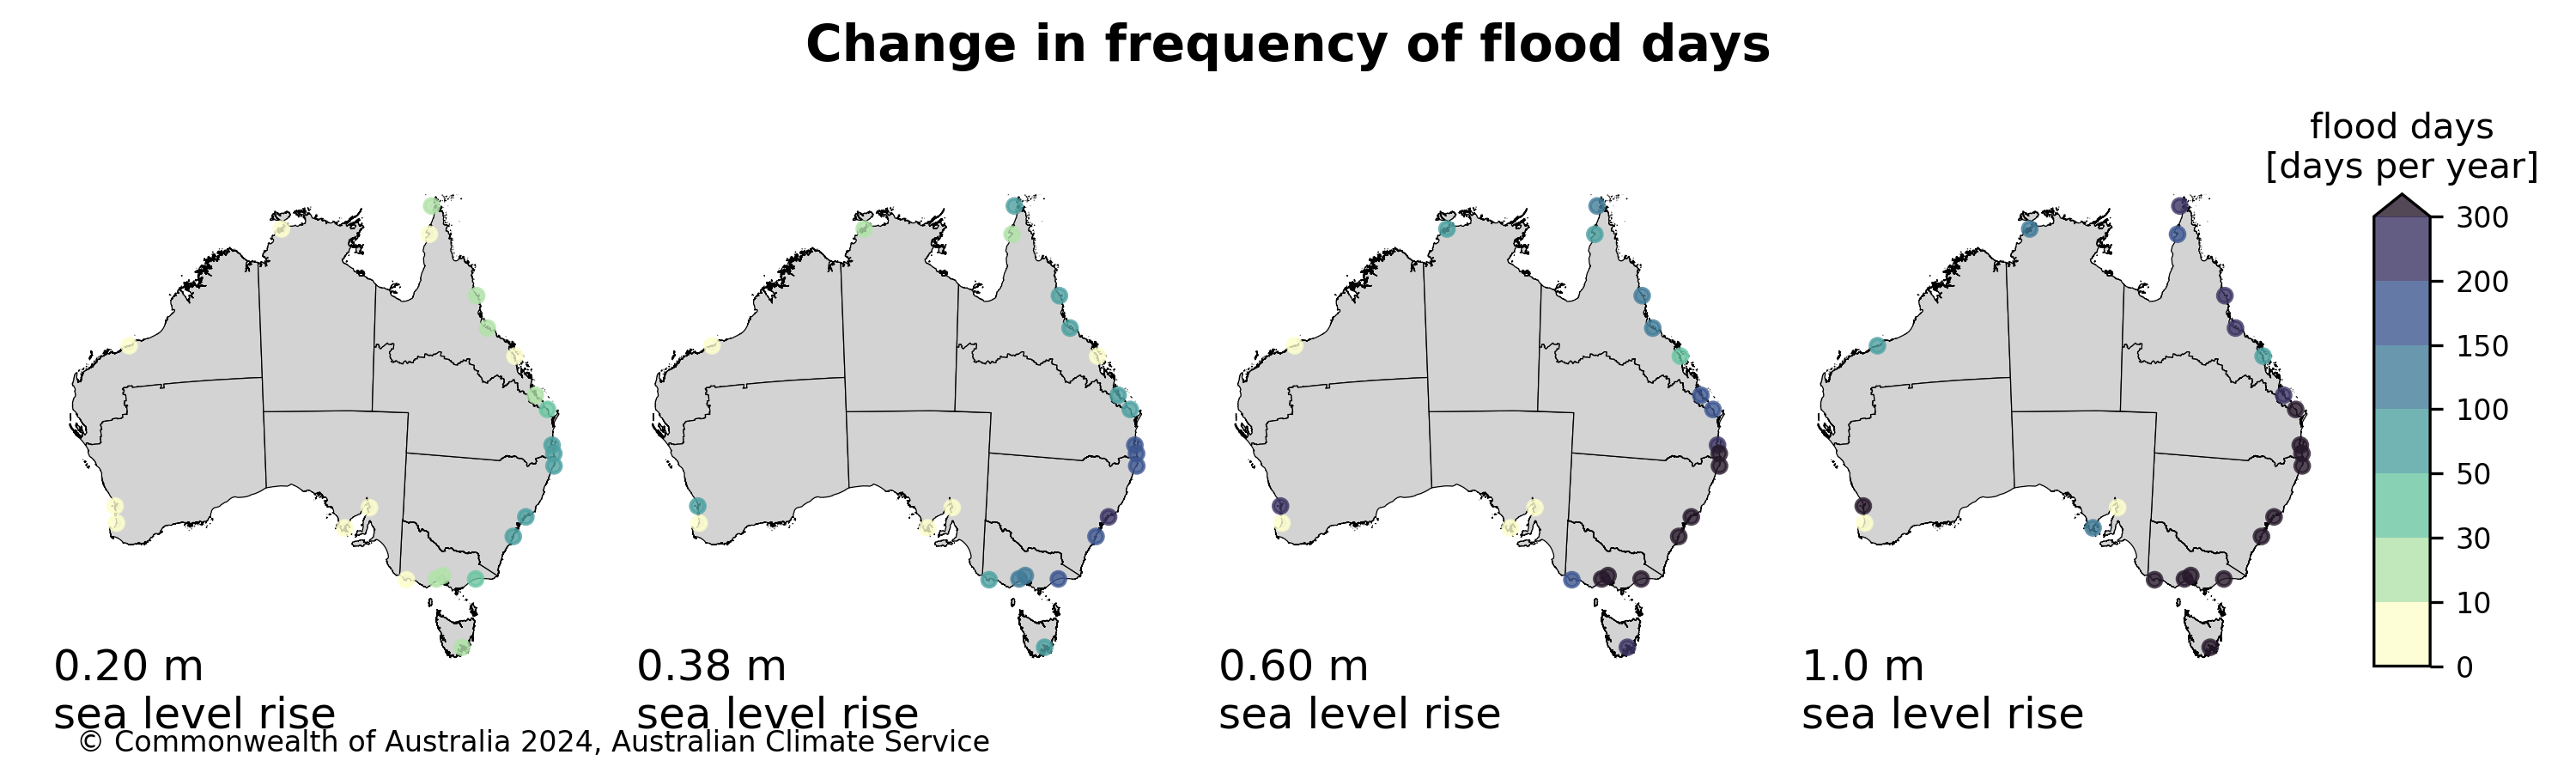 Change in frequency of flood days
flood days
[days per year]
300
200
150
100
50
30
10
0
0.20 m
sea level rise
0.38 m
sea level rise
0.60 m
sea level rise
1.0 m
sea level rise
© Commonwealth of Australia 2024, Australian Climate Service